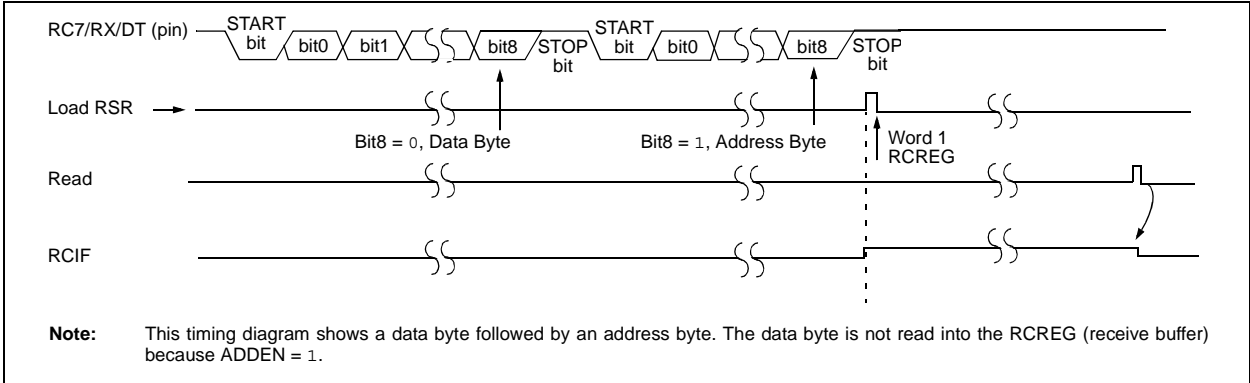 RC7/RX/DT (pin)
START
bit
bit0
bit1
bit8
STOP
bit
START
bit
bit0
bit8
STOP
bit
Load RSR
Bit8 = 0, Data Byte
Bit8 = 1, Address Byte
Word 1
RCREG
Read
RCIF
Note: This timing diagram shows a data byte followed by an address byte. The data byte is not read into the RCREG (receive buffer)
because ADDEN = 1.